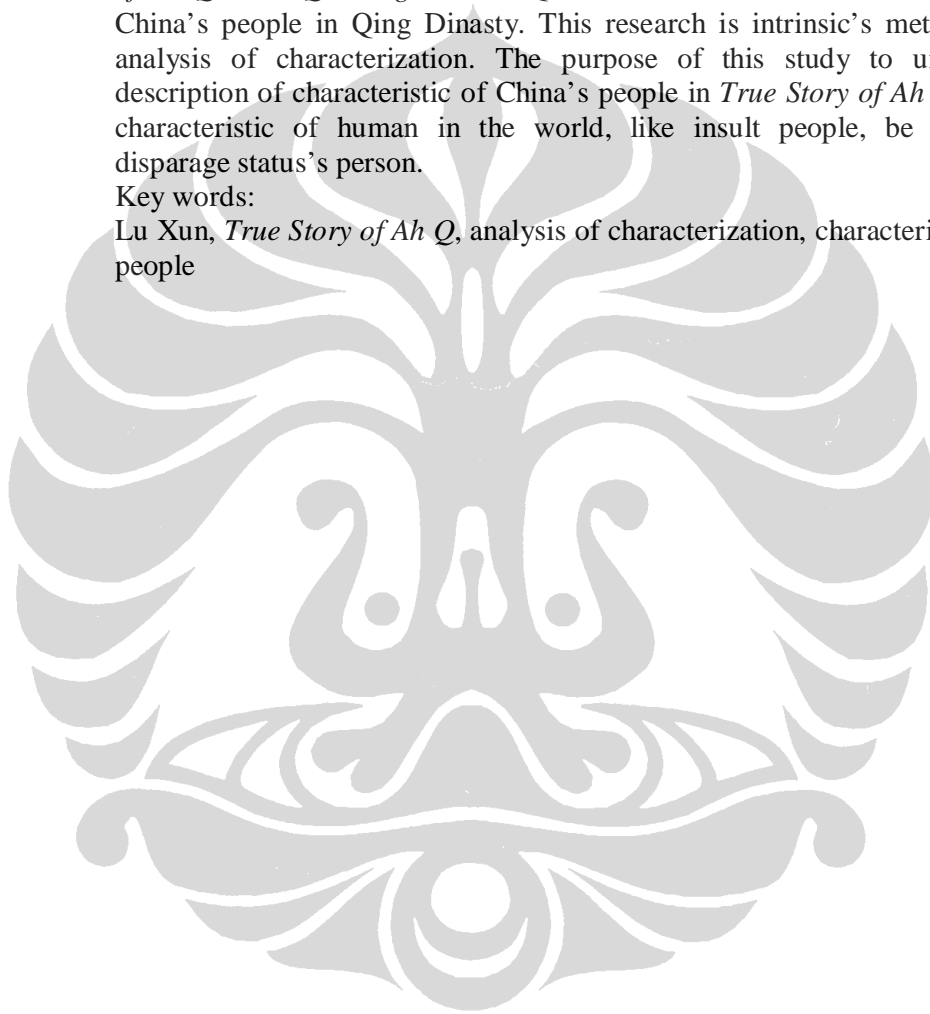 China's people in Qing Dinasty. This research is intrinsic's
analysis of characterization. The purpose of this study to
description of characteristic of China's people in True Story of Ah
characteristic of human in the world, like insult people, be
disparage status's person.
Key words:
Lu Xun, True Story of Ah Q, analysis of characterization,
people